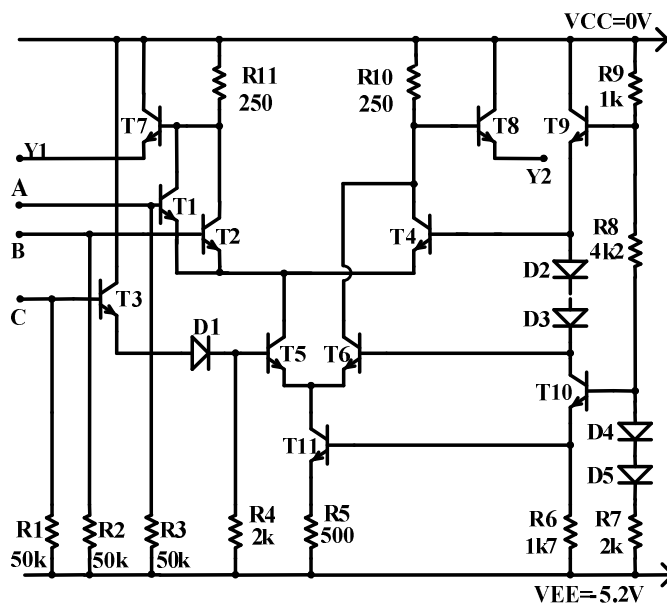 VCC=0V
R11
250
R10
250
R9
1k
T7
T8
T9
Y1
Y2
A
T1
B
T2
T4
R8
4k2
D2
C
T3
D3
D1
T5
T6
T10
D4
T11
D5
R1
50k
R2
50k
R3
50k
R4
2k
R5
500
R6
1k7
R7
2k
VEE=-5.2V